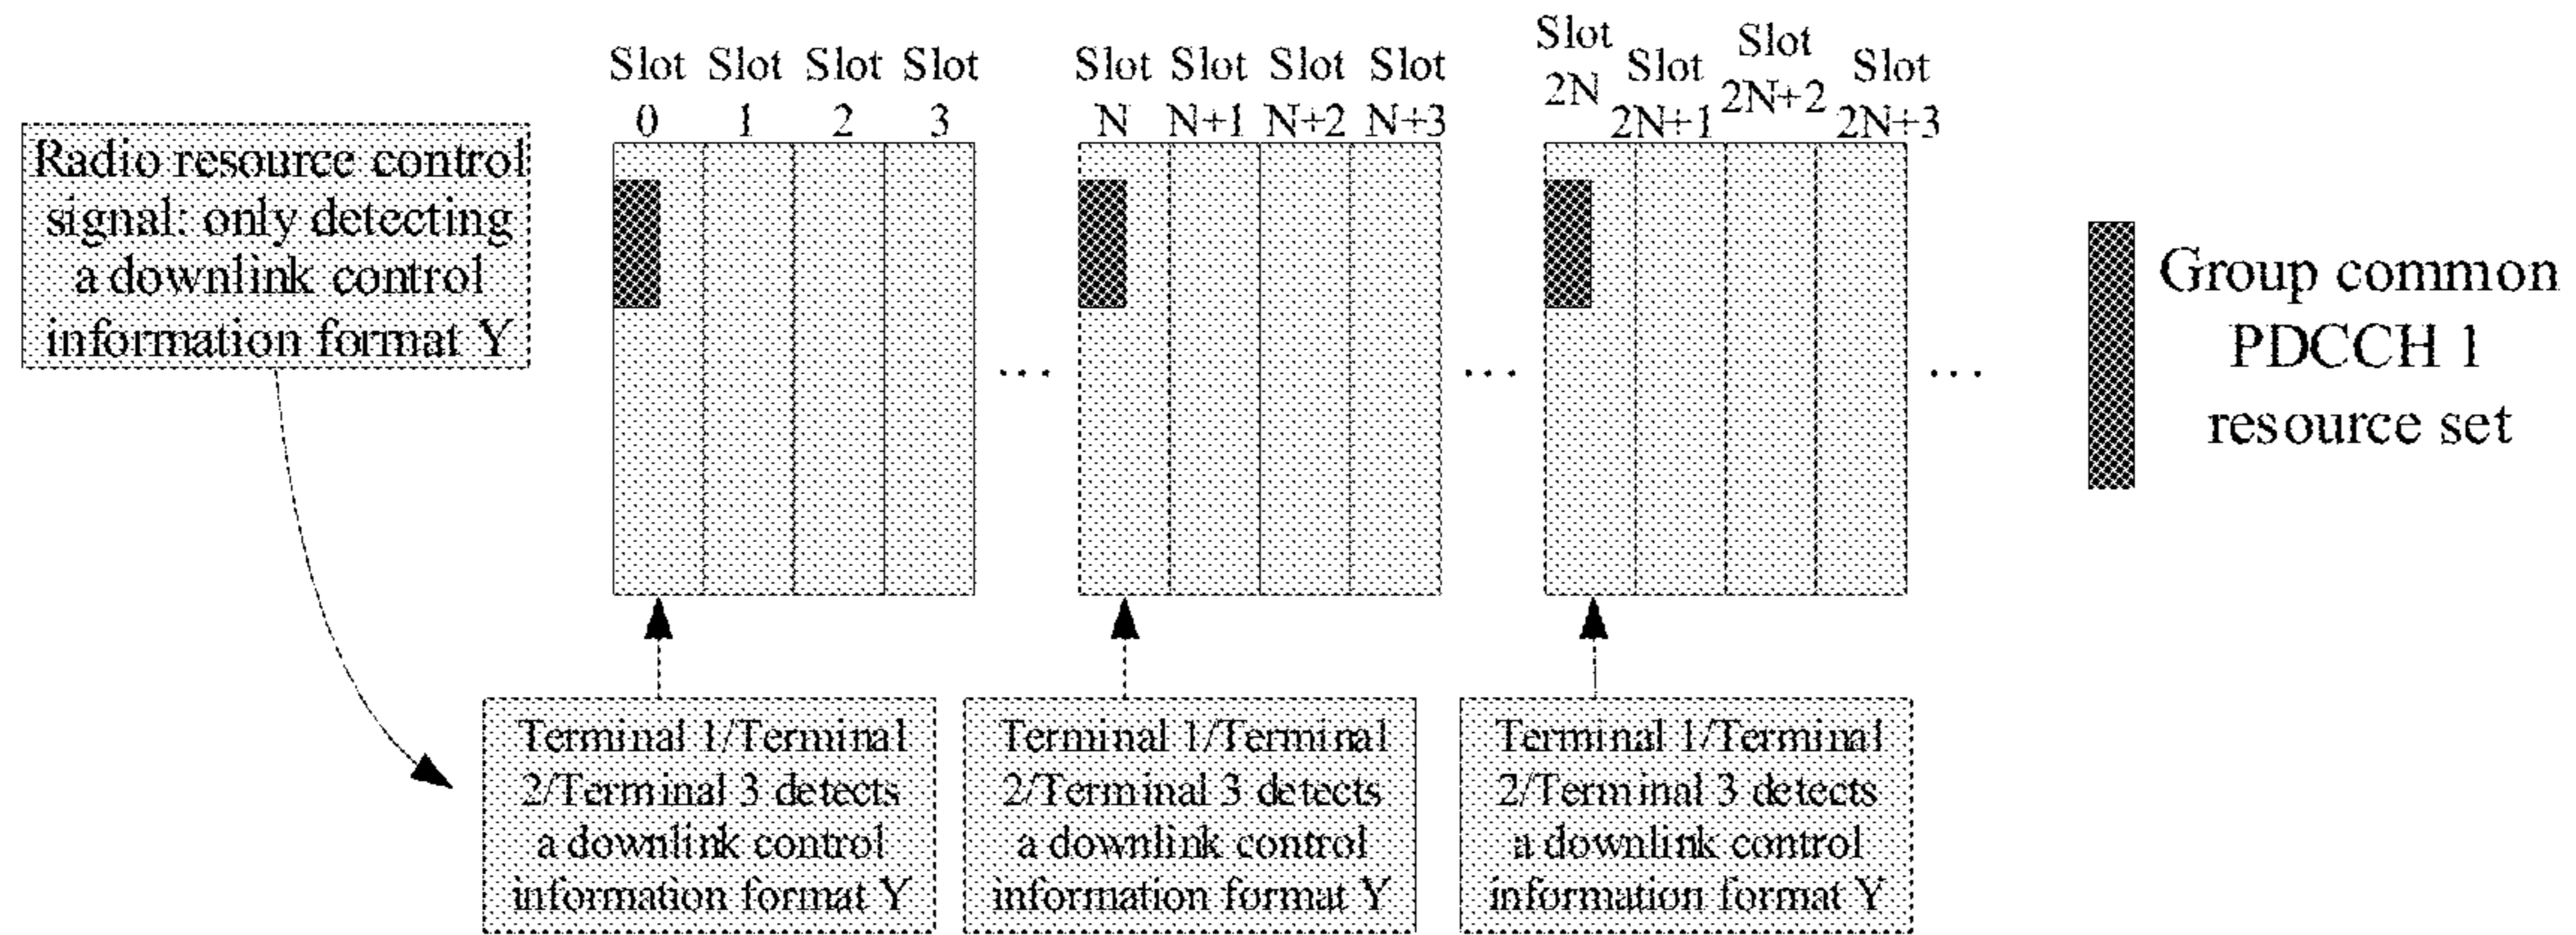 Slot Slot Slot Slot
0 1 2 3
Slot Slot Slot Slot
N N+1 N+2 N+3
Slot
2N
Slot
2N+1
Slot
2N+2
Slot
2N+3
Radio resource control
signal: only detecting
a downlink control
information format Y
...
...
...
Group common
PDCCH 1
resource set
Terminal 1/Terminal
2/Terminal 3 detects
a downlink control
information format Y
Terminal 1/Terminal
2/Terminal 3 detects
a downlink control
information format Y
Terminal 1/Terminal
2/Terminal 3 detects
a downlink control
information format Y